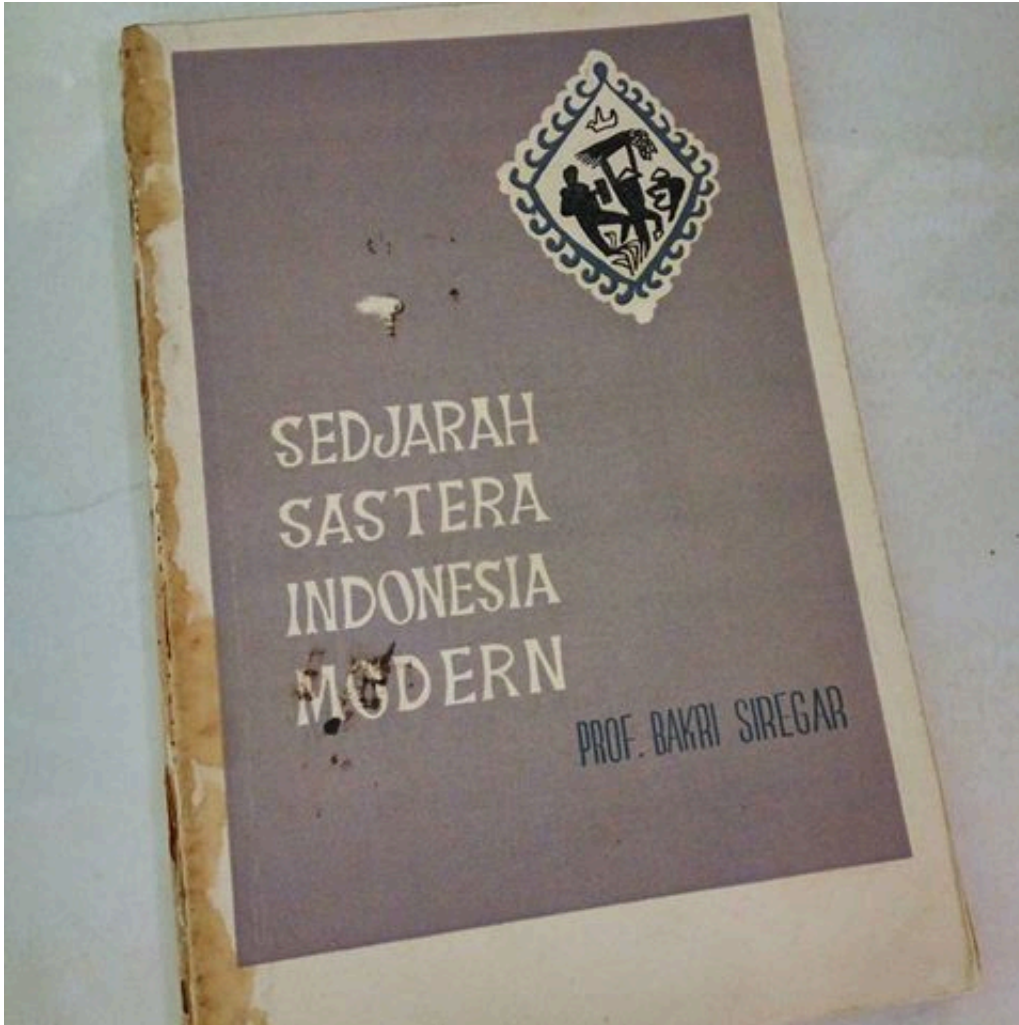 SEDJARAH
SASTERA
INDONESIA
MODERN
PROF. BAKRI SIREGAR